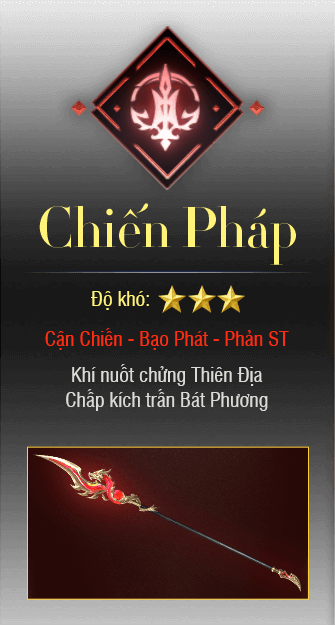 Chiến Pháp
Độ khó:
Cận Chiến - Bạo Phát - Phản ST
Khí nuốt chửng Thiên Địa
Chấp kích trấn Bát Phương